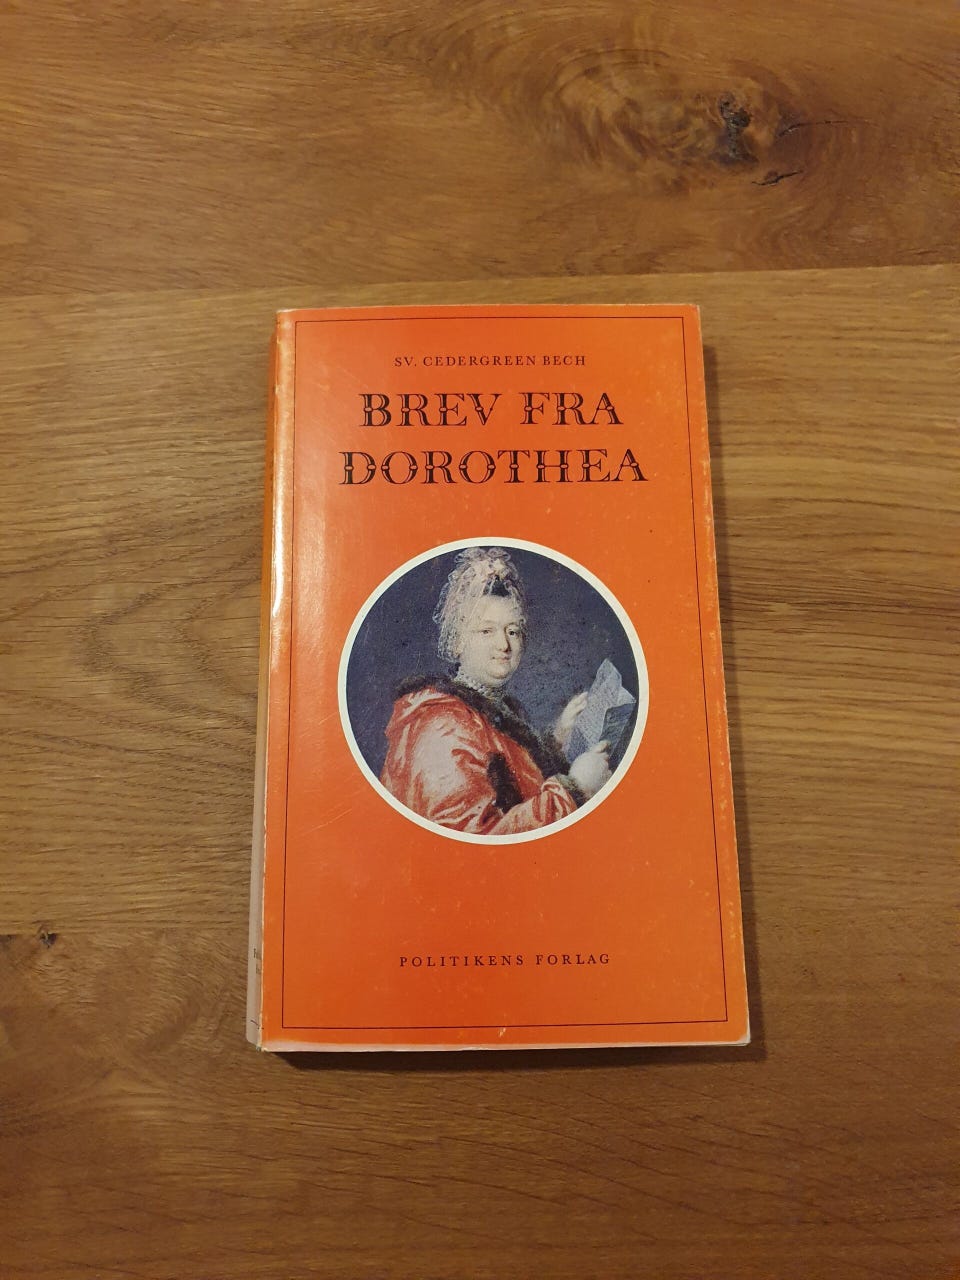 SV. CEDERGREEN BECH
BREV FRA
DOROTHEA
POLITIKENS FORLAG